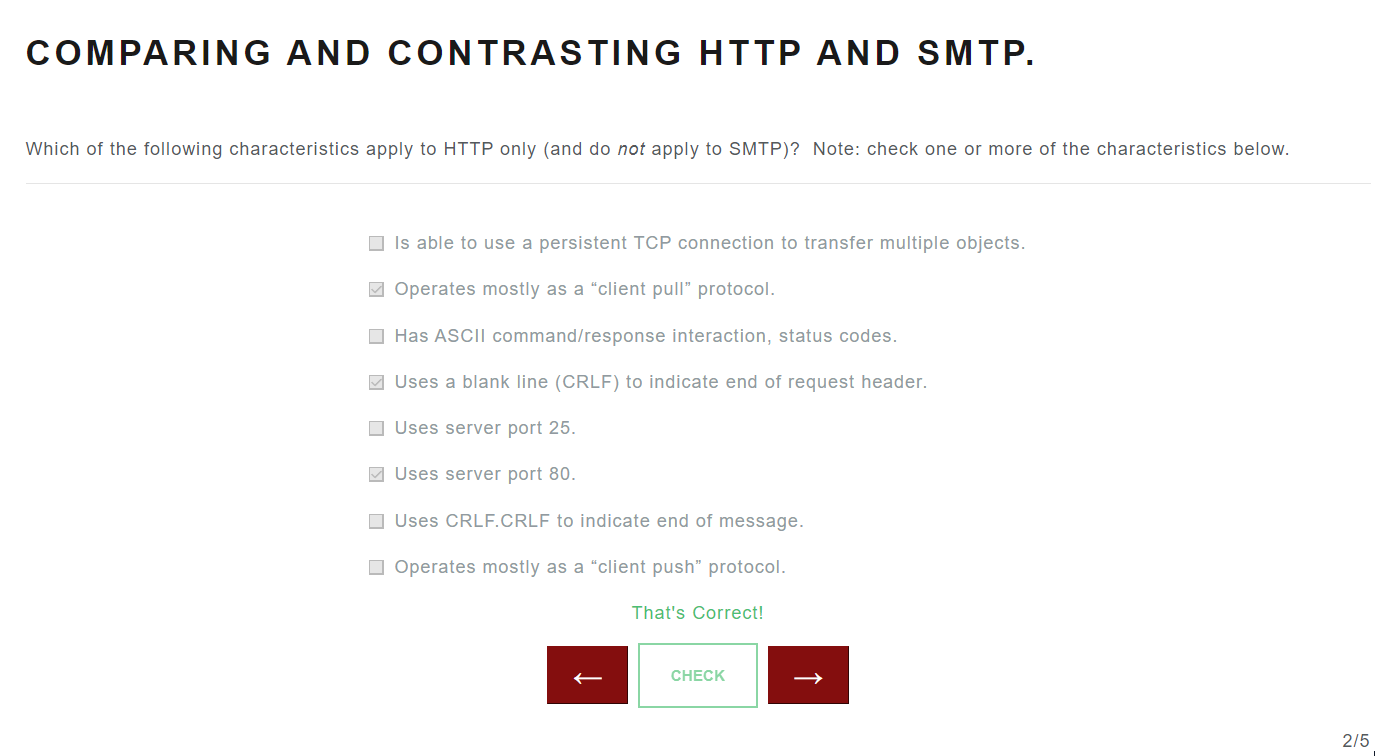 COMPARING AND CONTRASTING HTTP AND SMTP.
Which of the following characteristics apply to HTTP only (and do not apply to SMTP)?  Note: check one or more of the characteristics below.
Is able to use a persistent TCP connection to transfer multiple objects.
Operates mostly as a “client pull” protocol.
Has ASCII command/response interaction, status codes.
Uses a blank line (CRLF) to indicate end of request header.
Uses server port 25.
Uses server port 80.
Uses CRLF.CRLF to indicate end of message.
Operates mostly as a “client push” protocol.
That's Correct!
← CHECK →
2/5